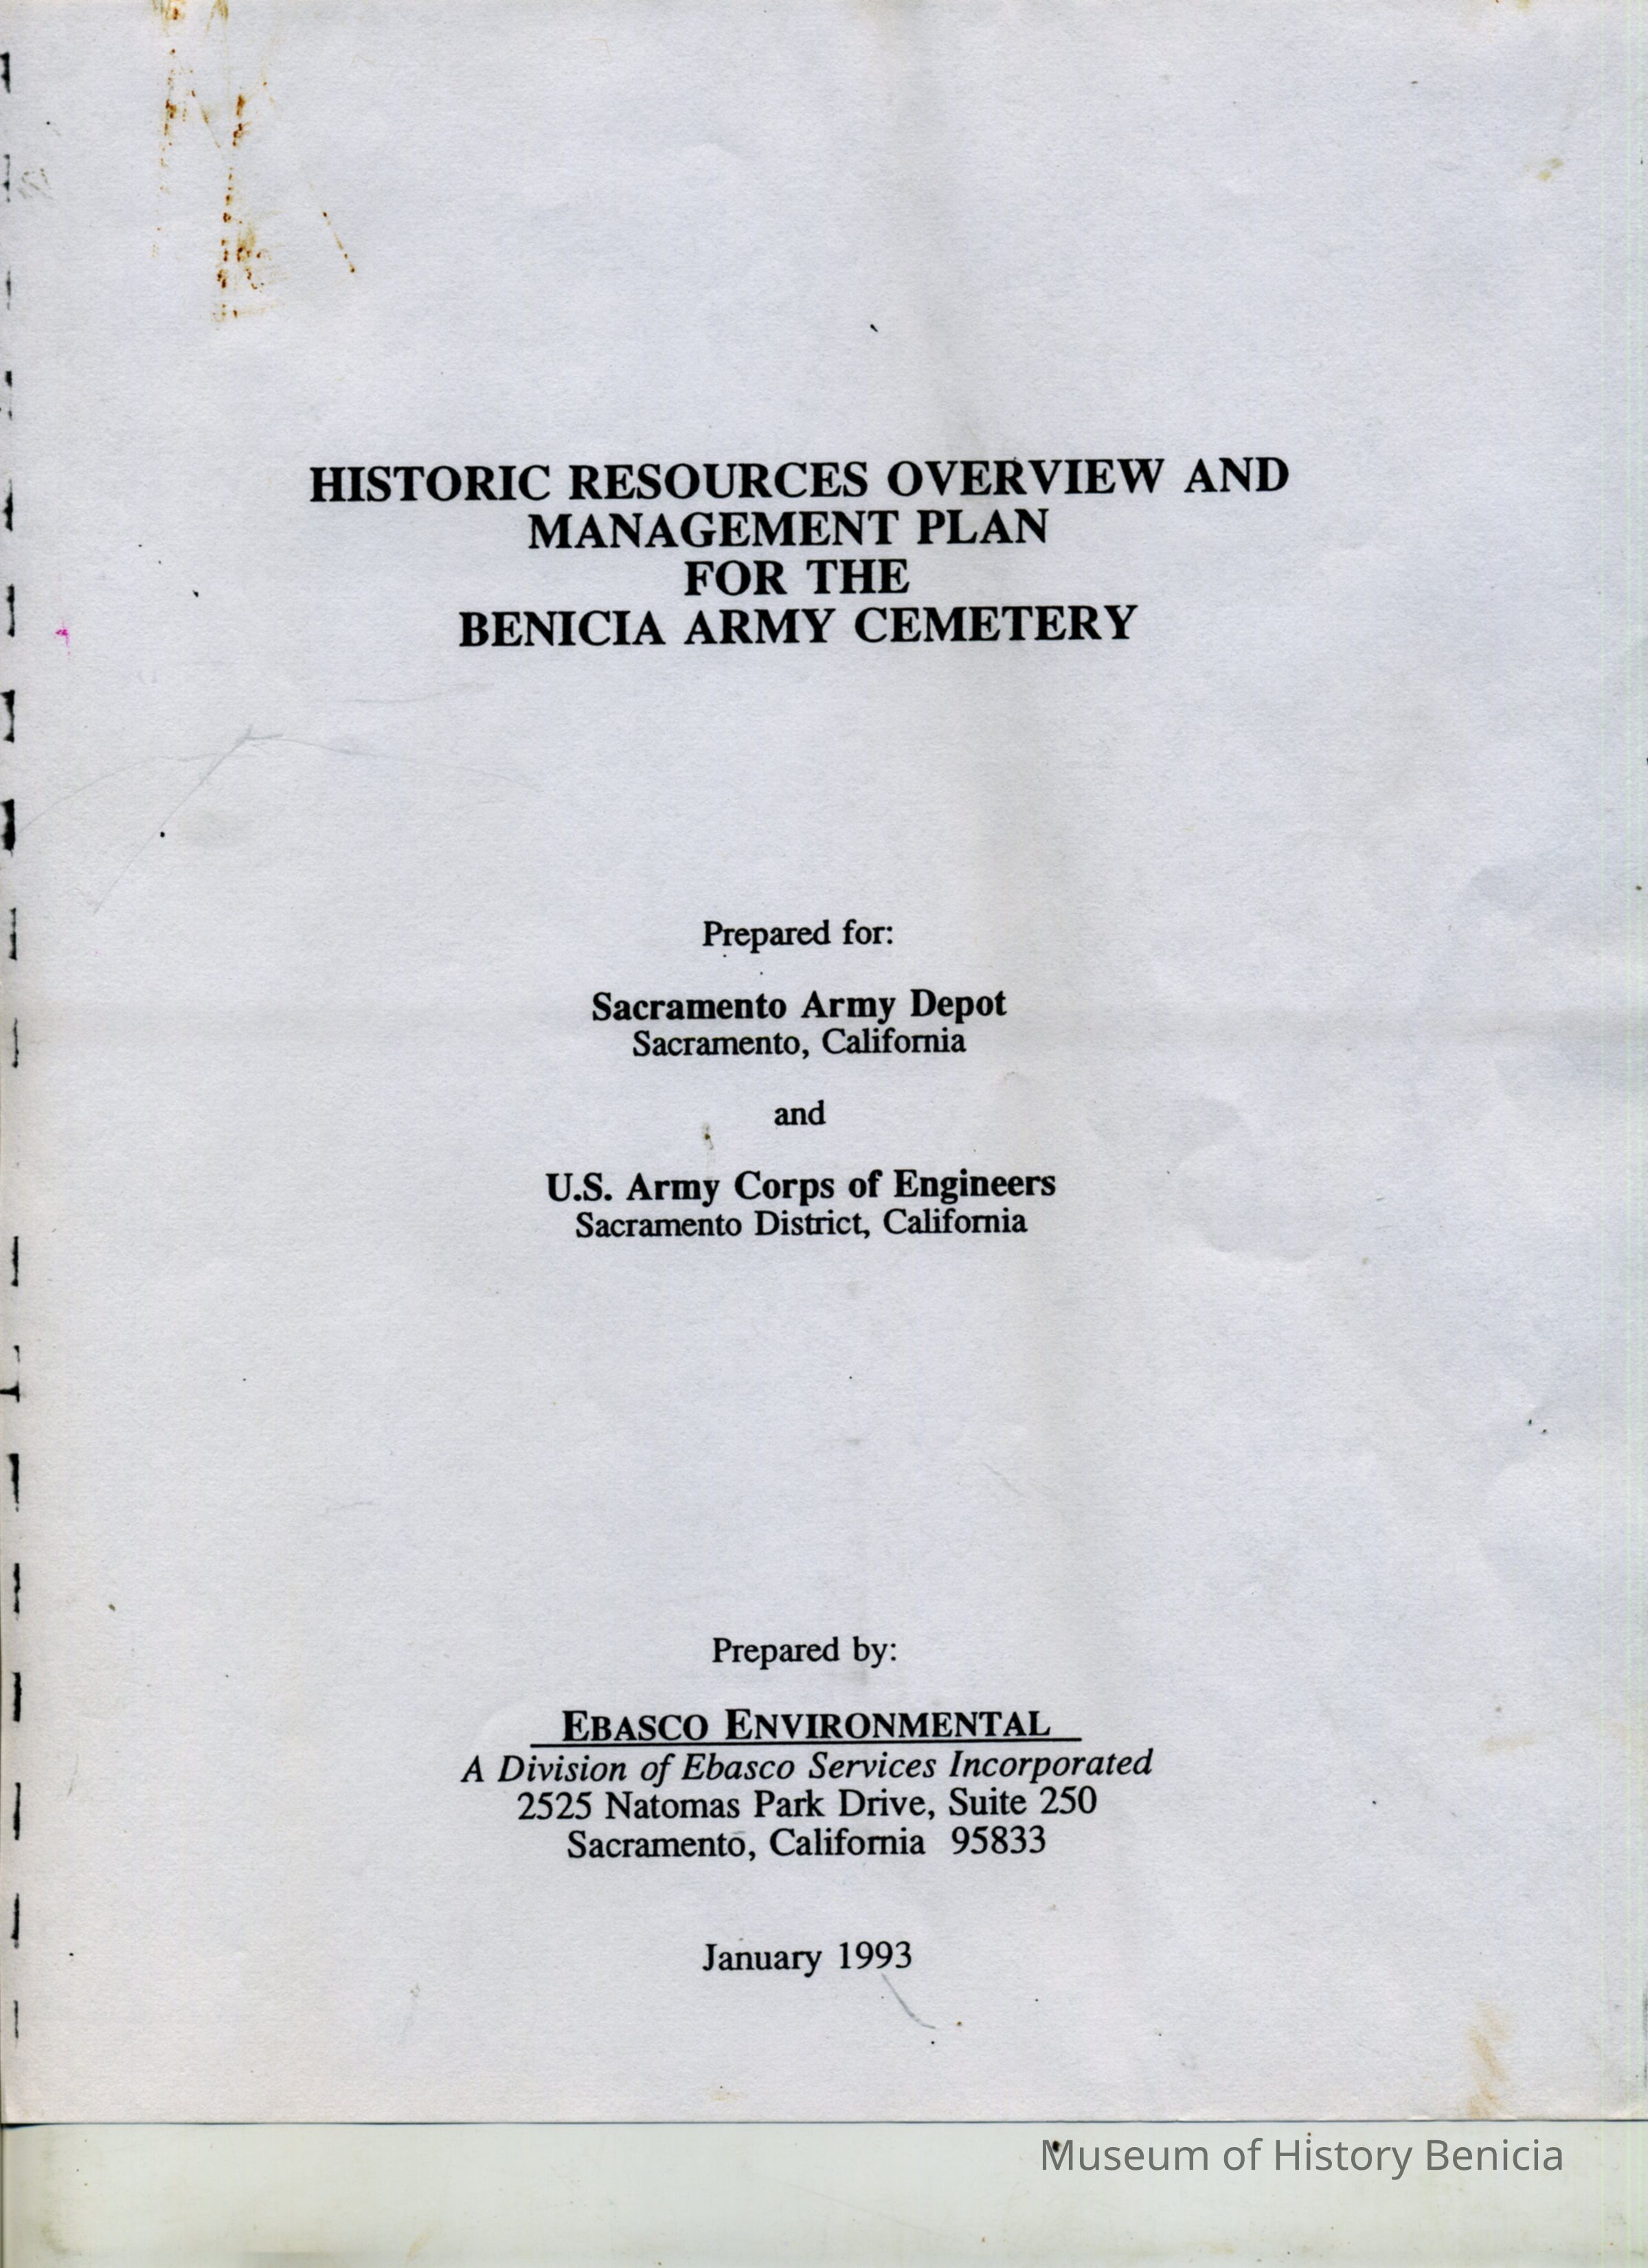 HISTORIC RESOURCES OVERVIEW AND
MANAGEMENT PLAN
FOR THE
BENICIA ARMY CEMETERY
Prepared for:
Sacramento Army Depot
Sacramento, California
and
U.S. Army Corps of Engineers
Sacramento District, California
Prepared by:
EBASCO ENVIRONMENTAL
A Division of Ebasco Services Incorporated
2525 Natomas Park Drive, Suite 250
Sacramento, California 95833
January 1993
Museum of History Benicia